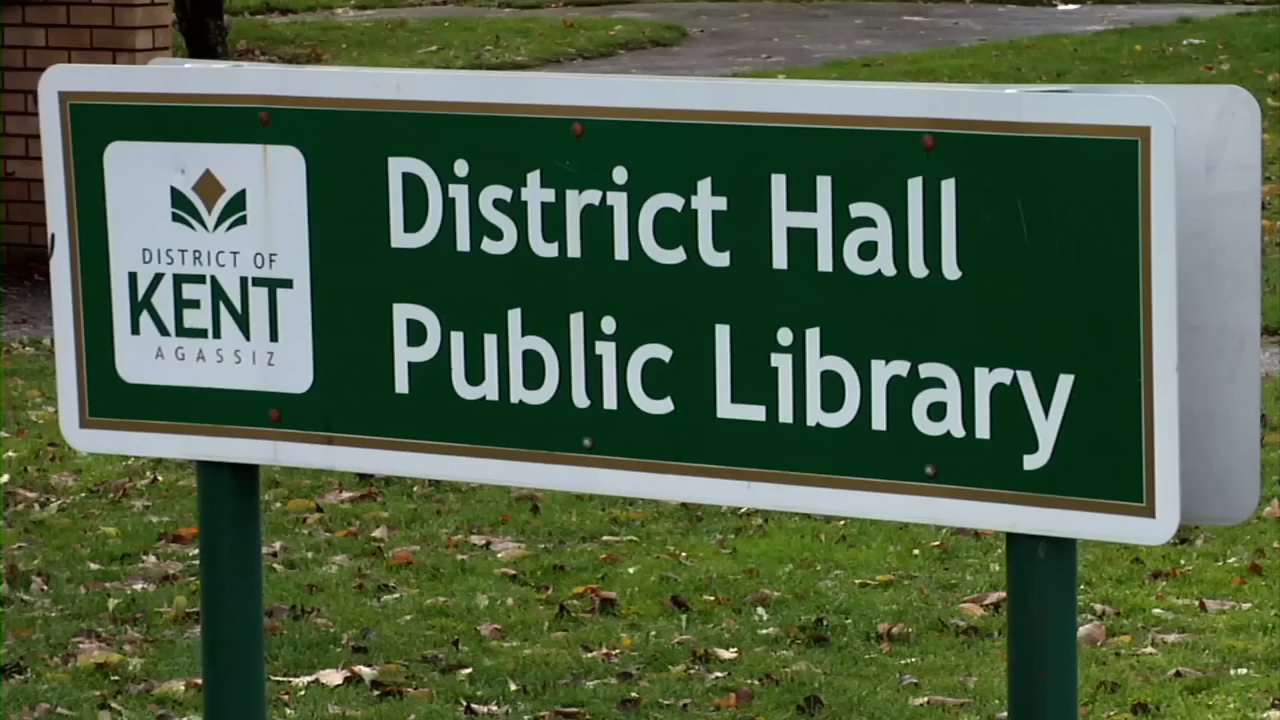 DISTRICT OF
KENT
AGASSIZ
District Hall
Public Library